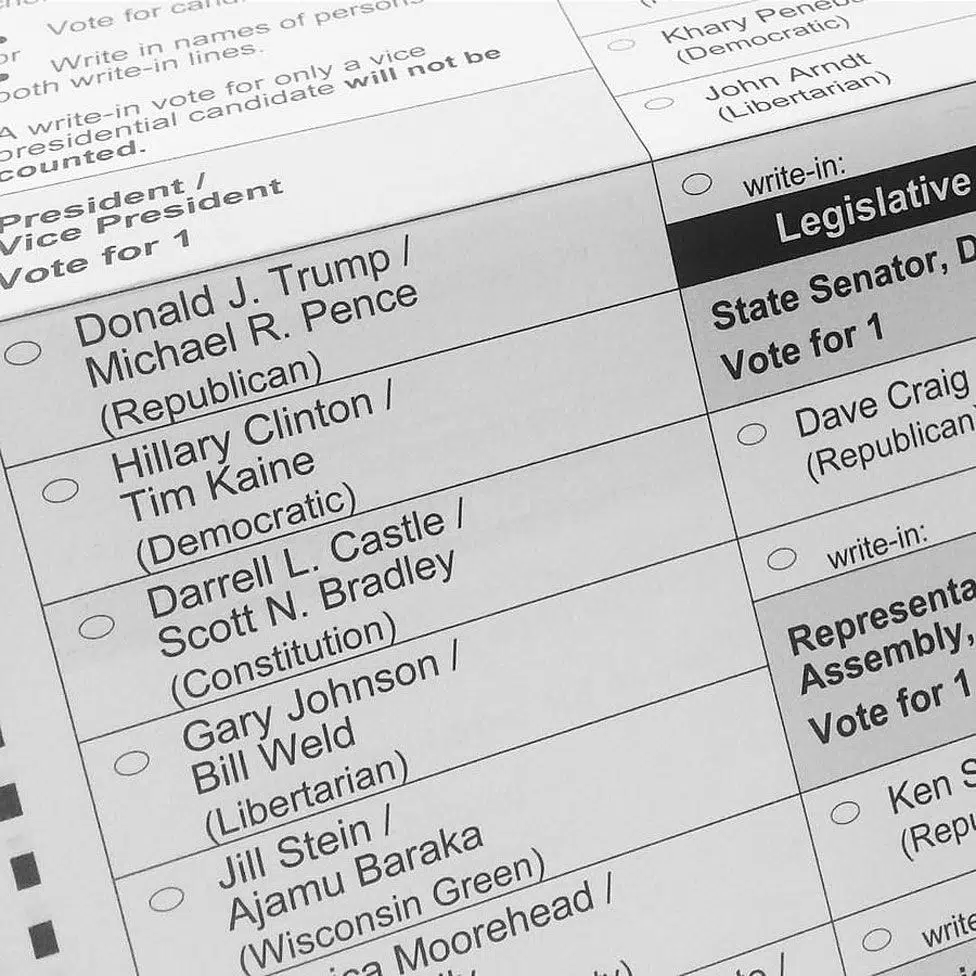 Vote for
Write in names of persons
both write-in lines.
A write-in vote for only a vice
presidential candidate will not be
counted.
President /
Vice President
Vote for 1
Donald J. Trump /
Michael R. Pence
(Republican)
Hillary Clinton /
Tim Kaine
(Democratic)
Darrell L. Castle /
Scott N. Bradley
(Constitution)
Gary Johnson /
Bill Weld
(Libertarian)
Jill Stein /
Ajamu Baraka
(Wisconsin Green)
Moorehead /
Khary
(Democratic)
John Arndt
(Libertarian)
write-in:
Legislative
State Senator, D
Vote for 1
Dave Craig
(Republican
write-in:
Representa
Assembly,
Vote for 1
Ken S
(Repu
write